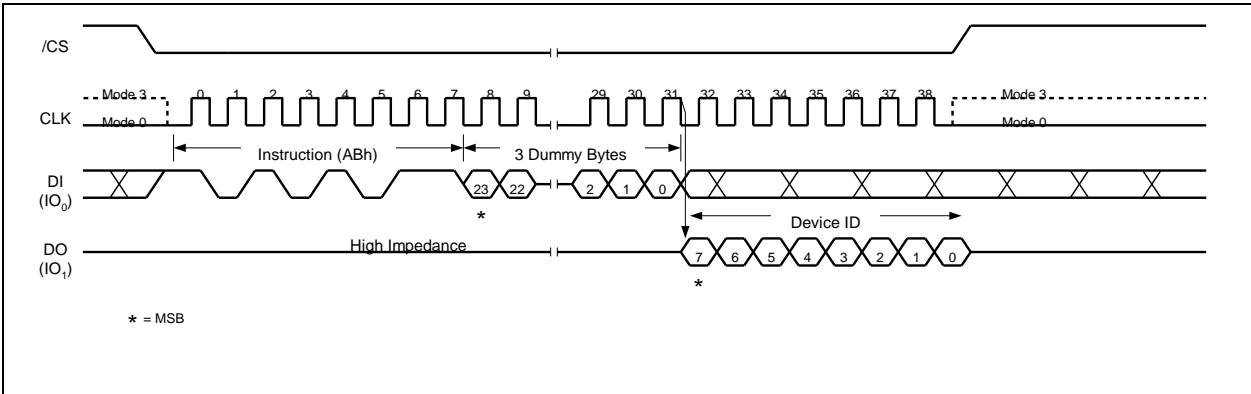 /CS
Mode 3 0 1 2 3 4 5 6 7 8 9 29 30 31 32 33 34 35 36 37 38 Mode 3
CLK
Mode 0 Mode 0
Instruction (ABh) 3 Dummy Bytes
DI
(IO₀)
23 22 2 1 0
*
Device ID
High Impedance
DO
(IO₁)
7 6 5 4 3 2 1 0
*
* = MSB